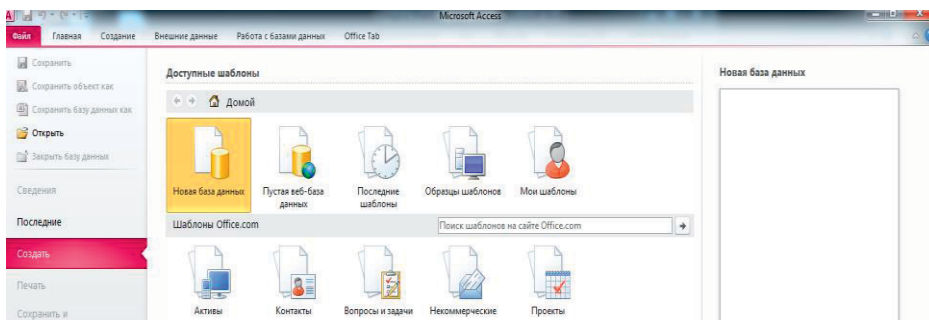 A
Microsoft Access
Файл Главная Создание Внешние данные Работа с базами данных Office Tab
Сохранить
Сохранить объект как
Сохранить базу данных как
Открыть
Закрыть базу данных
Сведения
Последние
Создать
Печать
Сохранить и
Доступные шаблоны
Домой
Новая база данных
Пустая веб-база
данных
Последние
шаблоны
Образцы шаблонов
Мои шаблоны
Шаблоны Office.com
Поиск шаблонов на сайте Office.com
Активы
Контакты
Вопросы и задачи
Некоммерческие
Проекты
Новая база данных